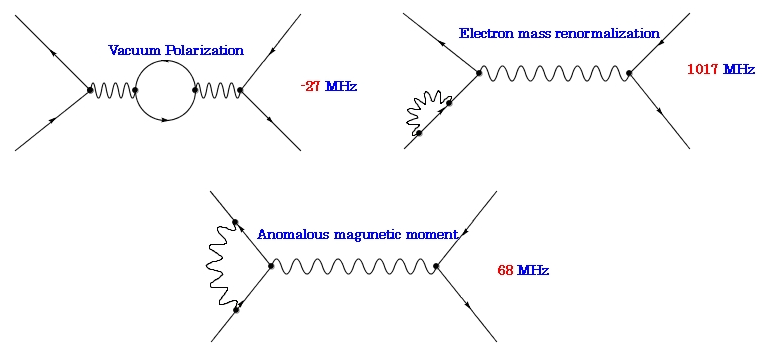 Vacuum Polarization
-27 MHz
Electron mass renormalization
1017 MHz
Anomalous magunetic moment
68 MHz